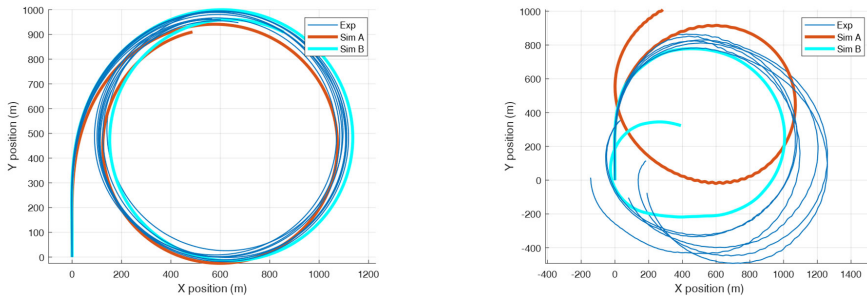 1000
900
800
700
600
500
400
300
200
100
0
Y position (m)
0 200 400 600 800 1000 1200
X position (m)
Exp
Sim A
Sim B
1000
800
600
400
200
0
-200
-400
Y position (m)
-400 -200 0 200 400 600 800 1000 1200 1400
X position (m)
Exp
Sim A
Sim B